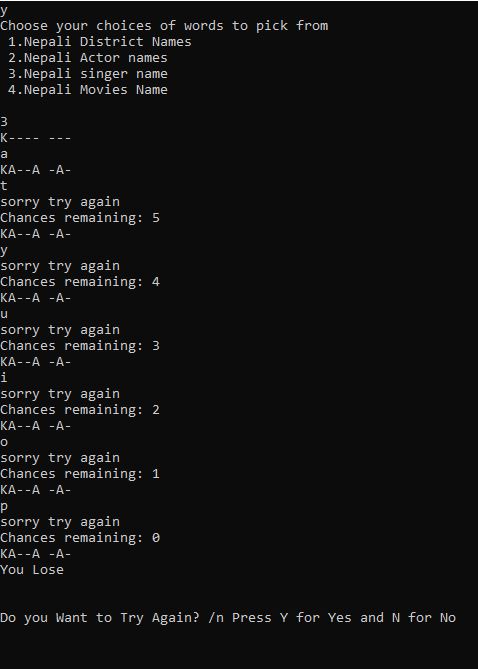 y
Choose your choices of words to pick from
 1.Nepali District Names
 2.Nepali Actor names
 3.Nepali singer name
 4.Nepali Movies Name

3
K---- ---
a
KA--A -A-
t
sorry try again
Chances remaining: 5
KA--A -A-
y
sorry try again
Chances remaining: 4
KA--A -A-
u
sorry try again
Chances remaining: 3
KA--A -A-
i
sorry try again
Chances remaining: 2
KA--A -A-
o
sorry try again
Chances remaining: 1
KA--A -A-
p
sorry try again
Chances remaining: 0
KA--A -A-
You Lose

Do you Want to Try Again? /n Press Y for Yes and N for No